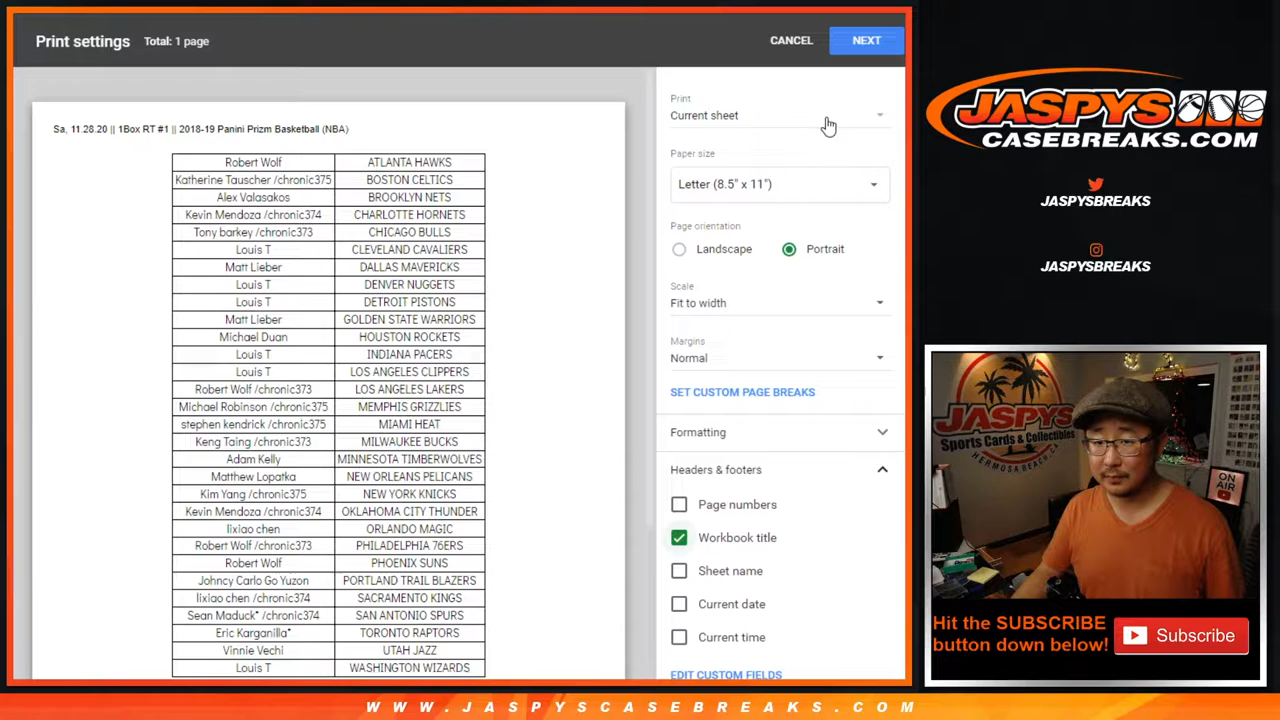 Print settings Total: 1 page CANCEL NEXT
Sa, 11.28.20 || 1Box RT #1 || 2018-19 Panini Prizm Basketball (NBA)
Robert Wolf ATLANTA HAWKS
Katherine Tauscher /chronic375 BOSTON CELTICS
Alex Valasakos BROOKLYN NETS
Kevin Mendoza /chronic374 CHARLOTTE HORNETS
Tony barkey /chronic373 CHICAGO BULLS
Louis T CLEVELAND CAVALIERS
Matt Lieber DALLAS MAVERICKS
Louis T DENVER NUGGETS
Louis T DETROIT PISTONS
Matt Lieber GOLDEN STATE WARRIORS
Michael Duan HOUSTON ROCKETS
Louis T INDIANA PACERS
Louis T LOS ANGELES CLIPPERS
Robert Wolf /chronic373 LOS ANGELES LAKERS
Michael Robinson /chronic375 MEMPHIS GRIZZLIES
stephen kendrick /chronic375 MIAMI HEAT
Keng Taing /chronic373 MILWAUKEE BUCKS
Adam Kelly MINNESOTA TIMBERWOLVES
Matthew Lopatka NEW ORLEANS PELICANS
Kim Yang /chronic375 NEW YORK KNICKS
Kevin Mendoza /chronic374 OKLAHOMA CITY THUNDER
lixiao chen ORLANDO MAGIC
Robert Wolf /chronic373 PHILADELPHIA 76ERS
Robert Wolf PHOENIX SUNS
Johncy Carlo Go Yuzon PORTLAND TRAIL BLAZERS
lixiao chen /chronic374 SACRAMENTO KINGS
Sean Maduck* /chronic374 SAN ANTONIO SPURS
Eric Karganilla* TORONTO RAPTORS
Vinnie Vechi UTAH JAZZ
Louis T WASHINGTON WIZARDS
Print
Current sheet
Paper size
Letter (8.5" x 11")
Page orientation
Landscape Portrait
Scale
Fit to width
Margins
Normal
SET CUSTOM PAGE BREAKS
Formatting
Headers & footers
Page numbers
Workbook title
Sheet name
Current date
Current time
EDIT CUSTOM FIELDS
JASPYS
CASEBREAKS.COM
JASPYSBREAKS
JASPYSBREAKS
JASPYS
Sports Cards & Collectibles
HERMOSA BEACH, CA
ON AIR
Hit the SUBSCRIBE
button down below!
Subscribe
WWW.JASPYSCASEBREAKS.COM